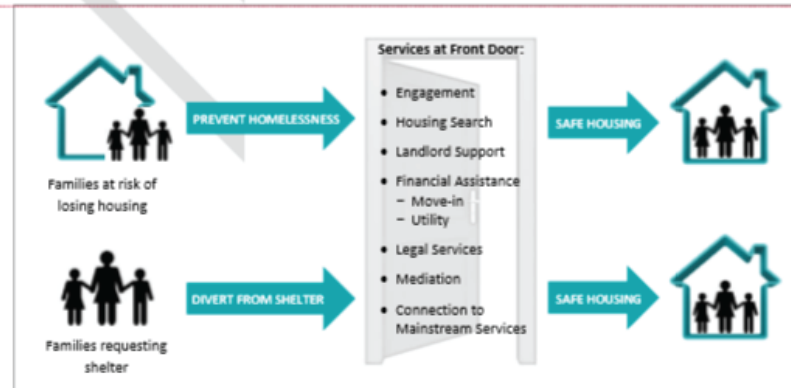 Services at Front Door:
• Engagement
PREVENT HOMELESSNESS
• Housing Search
SAFE HOUSING
• Landlord Support
Families at risk of
losing housing
• Financial Assistance
– Move-in
– Utility
• Legal Services
• Mediation
DIVERT FROM SHELTER
SAFE HOUSING
• Connection to
Mainstream Services
Families requesting
shelter